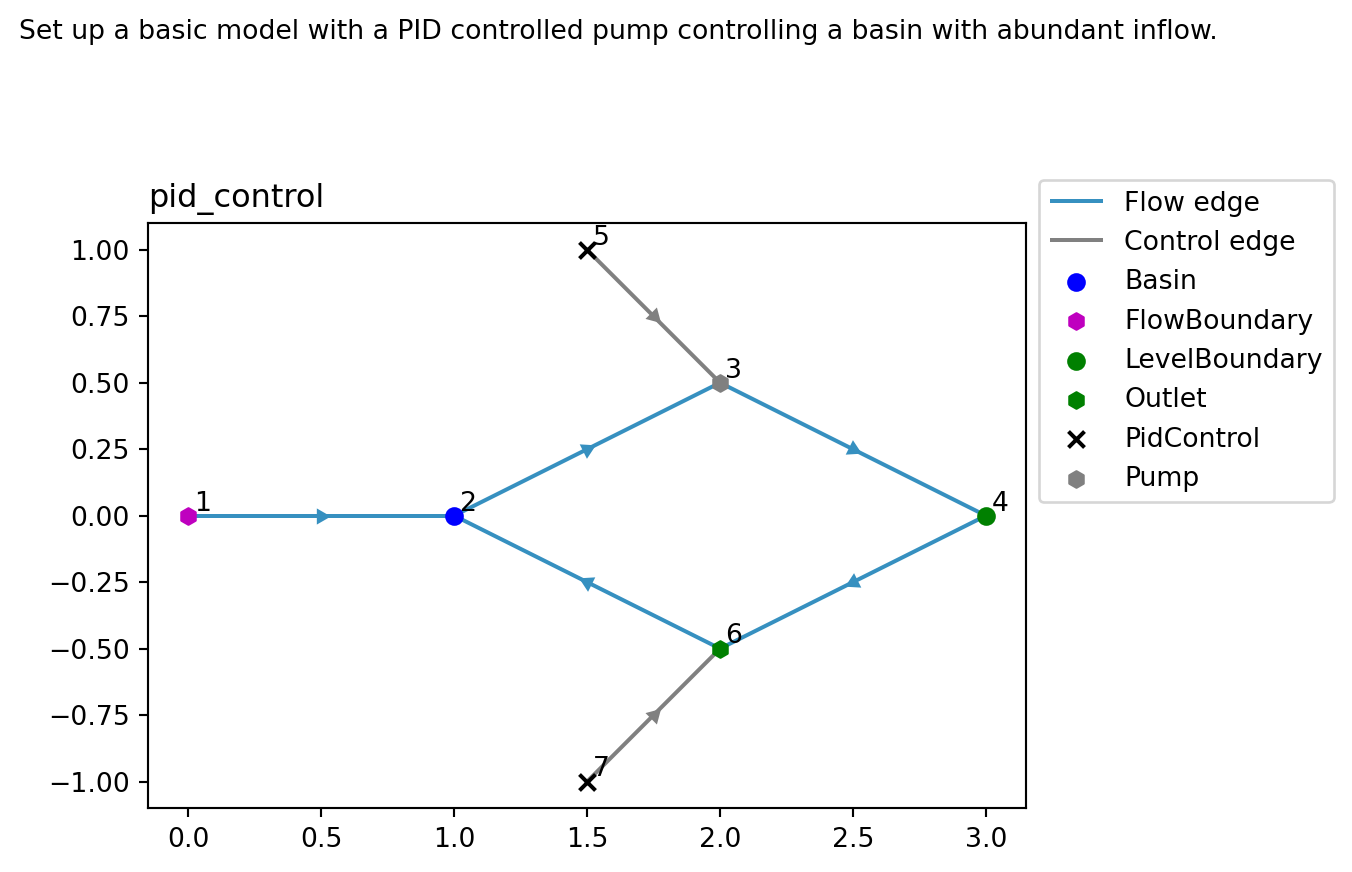 Set up a basic model with a PID controlled pump controlling a basin with abundant inflow.
pid_control
Flow edge
Control edge
Basin
FlowBoundary
LevelBoundary
Outlet
PidControl
Pump
1.00
0.75
0.50
0.25
0.00
−0.25
−0.50
−0.75
−1.00
5
3
1
2
4
6
7
0.0 0.5 1.0 1.5 2.0 2.5 3.0